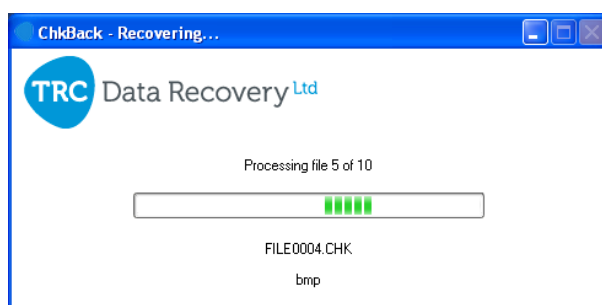 ChkBack - Recovering...
TRC Data Recovery Ltd
Processing file 5 of 10
FILE0004.CHK
bmp